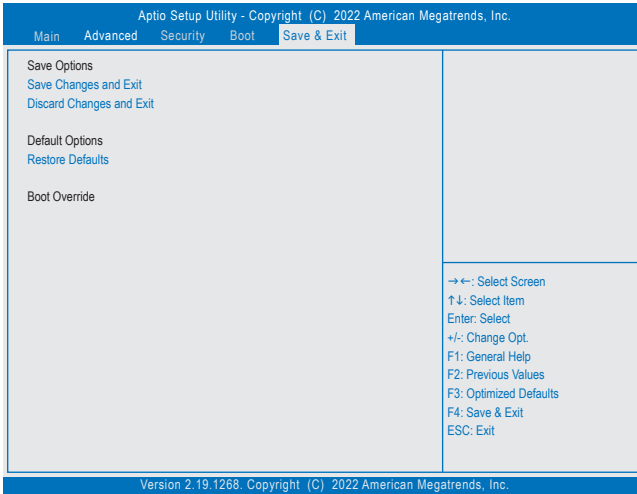 Aptio Setup Utility - Copyright (C) 2022 American Megatrends, Inc.
Main Advanced Security Boot Save & Exit
Save Options
Save Changes and Exit
Discard Changes and Exit
Default Options
Restore Defaults
Boot Override
→←: Select Screen
↑↓: Select Item
Enter: Select
+/-: Change Opt.
F1: General Help
F2: Previous Values
F3: Optimized Defaults
F4: Save & Exit
ESC: Exit
Version 2.19.1268. Copyright (C) 2022 American Megatrends, Inc.